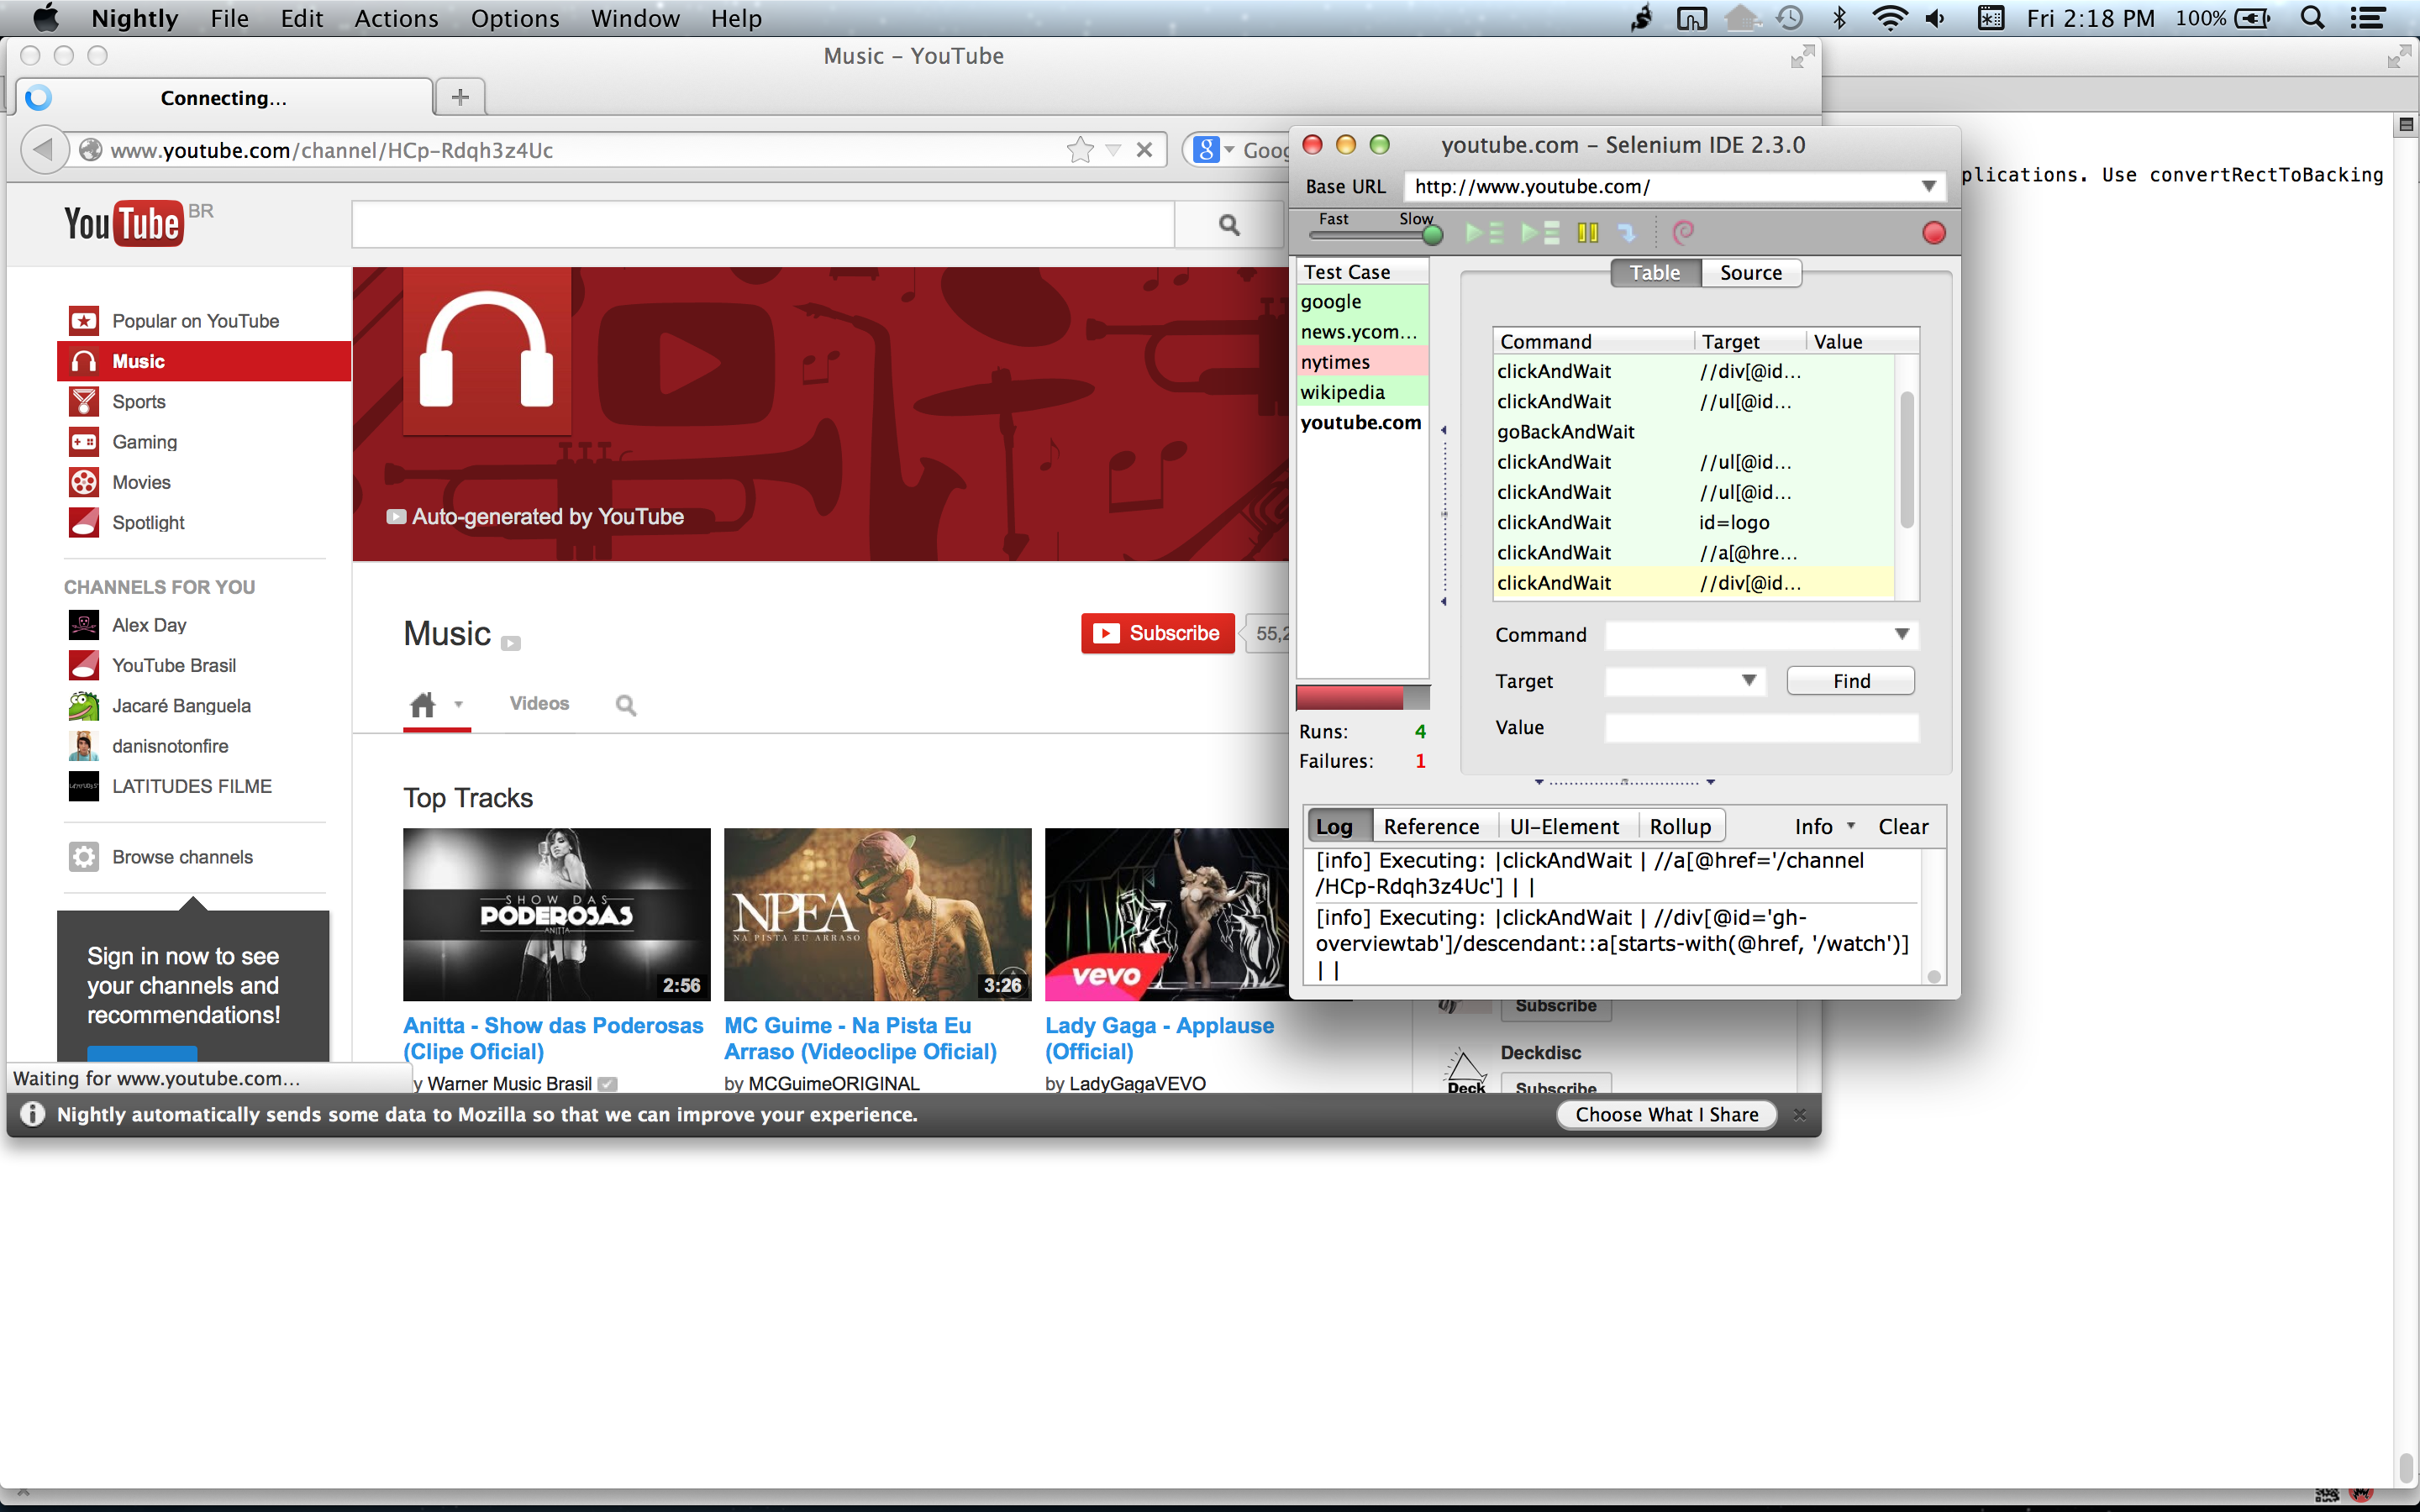 Nightly File Edit Actions Options Window Help
Fri 2:18 PM 100%
Music – YouTube
Connecting...
www.youtube.com/channel/HCp-Rdqh3z4Uc
Goog
YouTube BR
Popular on YouTube
Music
Sports
Gaming
Movies
Spotlight
CHANNELS FOR YOU
Alex Day
YouTube Brasil
Jacaré Banguela
danisnotonfire
LATITUDES FILME
Browse channels
Sign in now to see
your channels and
recommendations!
Auto-generated by YouTube
Music
Subscribe 55,2
Videos
Top Tracks
SHOW DAS
PODEROSAS
ANITTA
2:56
NPEA
NA PISTA EU ARRASO
3:26
vevo
Anitta - Show das Poderosas
(Clipe Oficial)
y Warner Music Brasil
MC Guime - Na Pista Eu
Arraso (Videoclipe Oficial)
by MCGuimeORIGINAL
Lady Gaga - Applause
(Official)
by LadyGagaVEVO
Subscribe
Deckdisc
Deck
Subscribe
Waiting for www.youtube.com...
Nightly automatically sends some data to Mozilla so that we can improve your experience.
Choose What I Share
youtube.com – Selenium IDE 2.3.0
Base URL http://www.youtube.com/
Fast Slow
Test Case
google
news.ycom...
nytimes
wikipedia
youtube.com
Runs: 4
Failures: 1
Table Source
Command Target Value
clickAndWait //div[@id...
clickAndWait //ul[@id...
goBackAndWait
clickAndWait //ul[@id...
clickAndWait //ul[@id...
clickAndWait id=logo
clickAndWait //a[@hre...
clickAndWait //div[@id...
Command
Target Find
Value
Log Reference UI-Element Rollup Info Clear
[info] Executing: |clickAndWait | //a[@href='/channel
/HCp-Rdqh3z4Uc'] | |
[info] Executing: |clickAndWait | //div[@id='gh-
overviewtab']/descendant::a[starts-with(@href, '/watch')]
| |
plications. Use convertRectToBacking